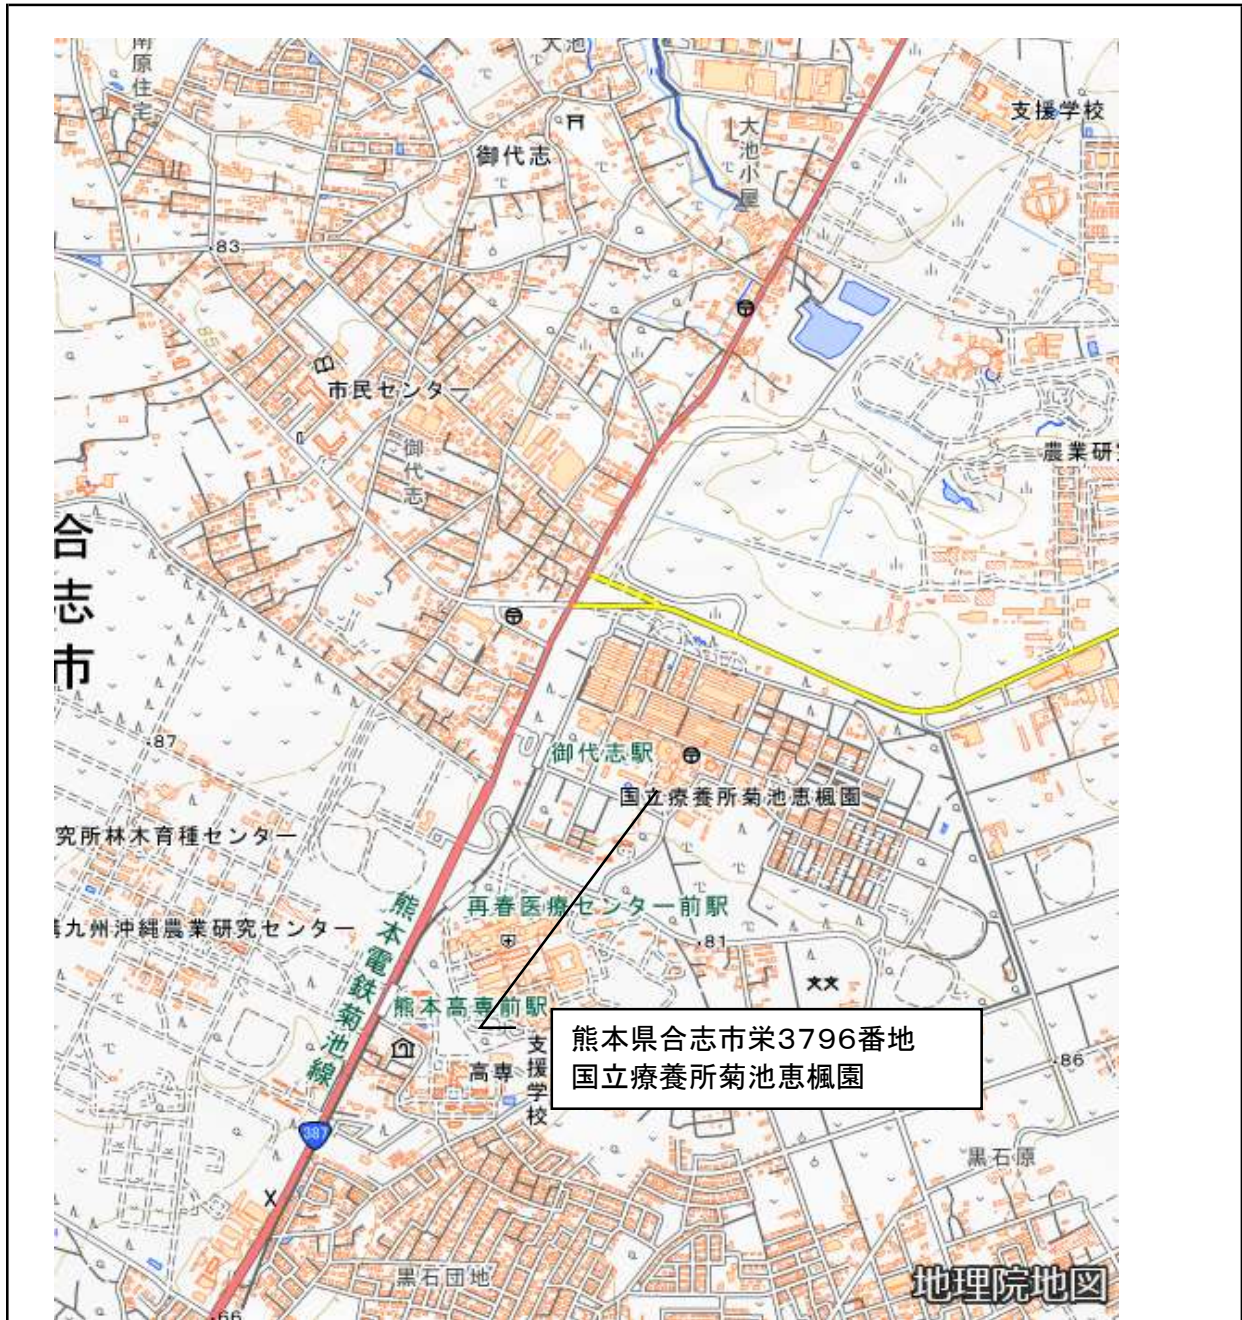 南原住宅
大池
支援学校
大池小屋
御代志
83
85
市民センター
御代志
農業研
合志市
87
御代志駅
国立療養所菊池恵楓園
究所林木育種センター
再春医療センター前駅
九州沖縄農業研究センター
81
熊本電鉄菊池線
熊本高専前駅
熊本県合志市栄3796番地
国立療養所菊池恵楓園
高専
支援学校
86
387
黒石原
黒石団地
地理院地図
66